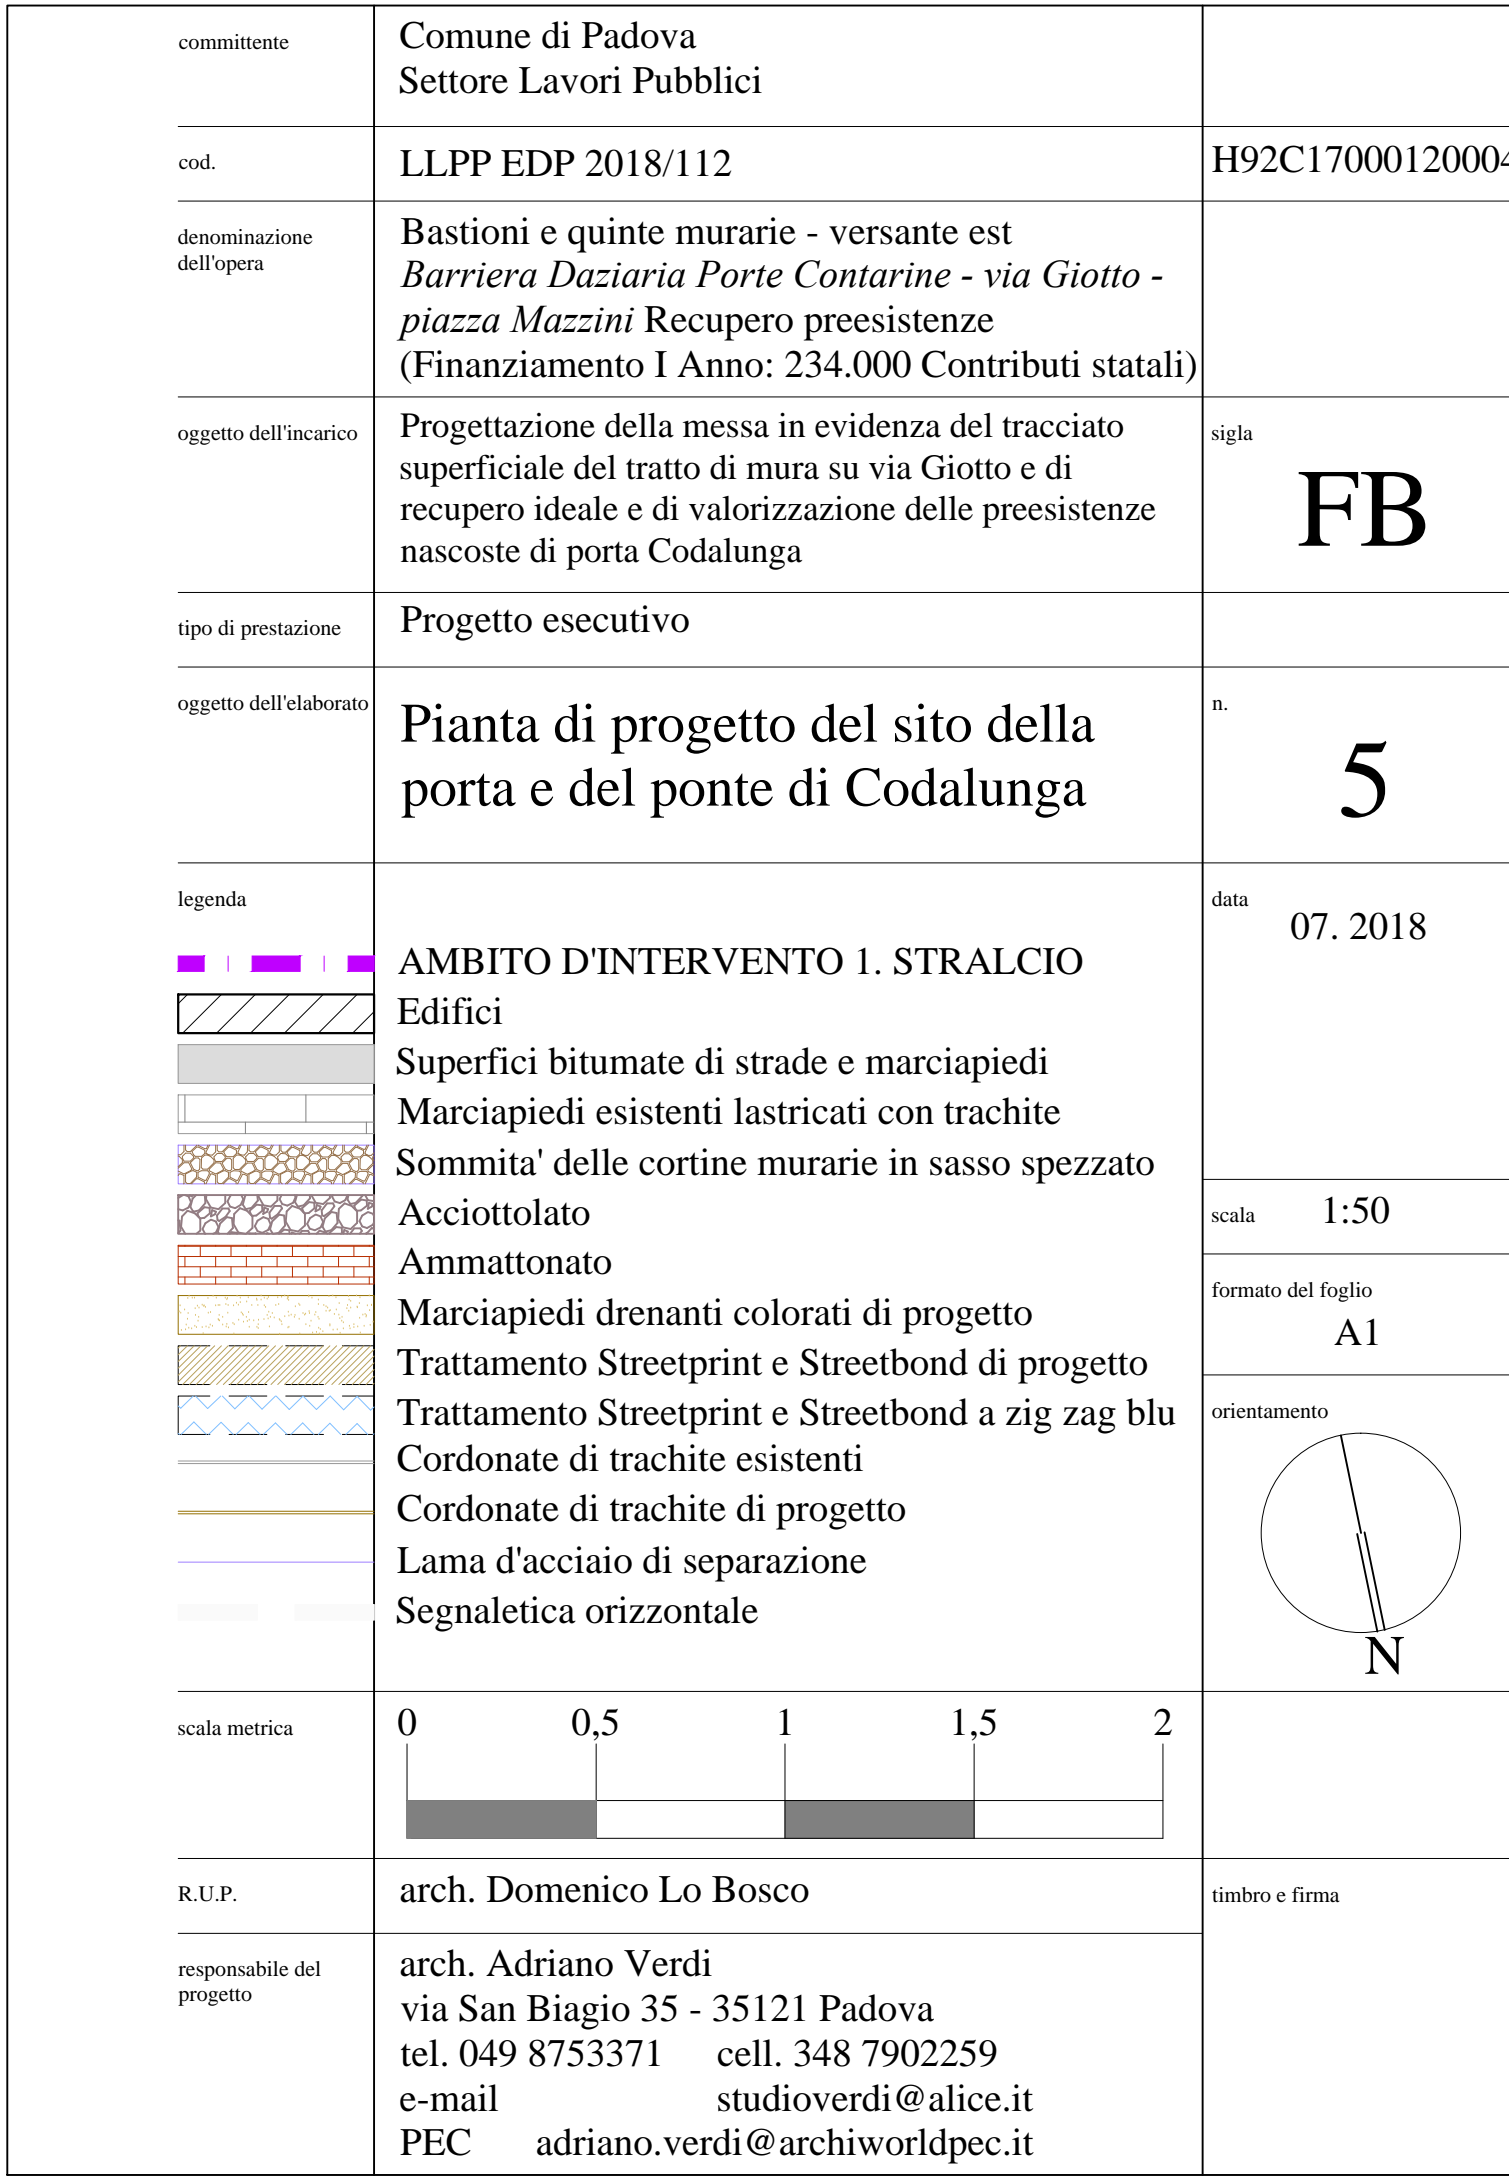 committente
Comune di Padova
Settore Lavori Pubblici
cod.
LLPP EDP 2018/112
H92C17000120004
denominazione
dell'opera
Bastioni e quinte murarie - versante est
Barriera Daziaria Porte Contarine - via Giotto -
piazza Mazzini Recupero preesistenze
(Finanziamento I Anno: 234.000 Contributi statali)
oggetto dell'incarico
Progettazione della messa in evidenza del tracciato
superficiale del tratto di mura su via Giotto e di
recupero ideale e di valorizzazione delle preesistenze
nascoste di porta Codalunga
sigla
FB
tipo di prestazione
Progetto esecutivo
oggetto dell'elaborato
Pianta di progetto del sito della
porta e del ponte di Codalunga
n.
5
legenda
AMBITO D'INTERVENTO 1. STRALCIO
Edifici
Superfici bitumate di strade e marciapiedi
Marciapiedi esistenti lastricati con trachite
Sommita' delle cortine murarie in sasso spezzato
Acciottolato
Ammattonato
Marciapiedi drenanti colorati di progetto
Trattamento Streetprint e Streetbond di progetto
Trattamento Streetprint e Streetbond a zig zag blu
Cordonate di trachite esistenti
Cordonate di trachite di progetto
Lama d'acciaio di separazione
Segnaletica orizzontale
data
07. 2018
scala 1:50
formato del foglio
A1
orientamento
N
scala metrica
0 0,5 1 1,5 2
R.U.P.
arch. Domenico Lo Bosco
timbro e firma
responsabile del
progetto
arch. Adriano Verdi
via San Biagio 35 - 35121 Padova
tel. 049 8753371 cell. 348 7902259
e-mail studioverdi@alice.it
PEC adriano.verdi@archiworldpec.it